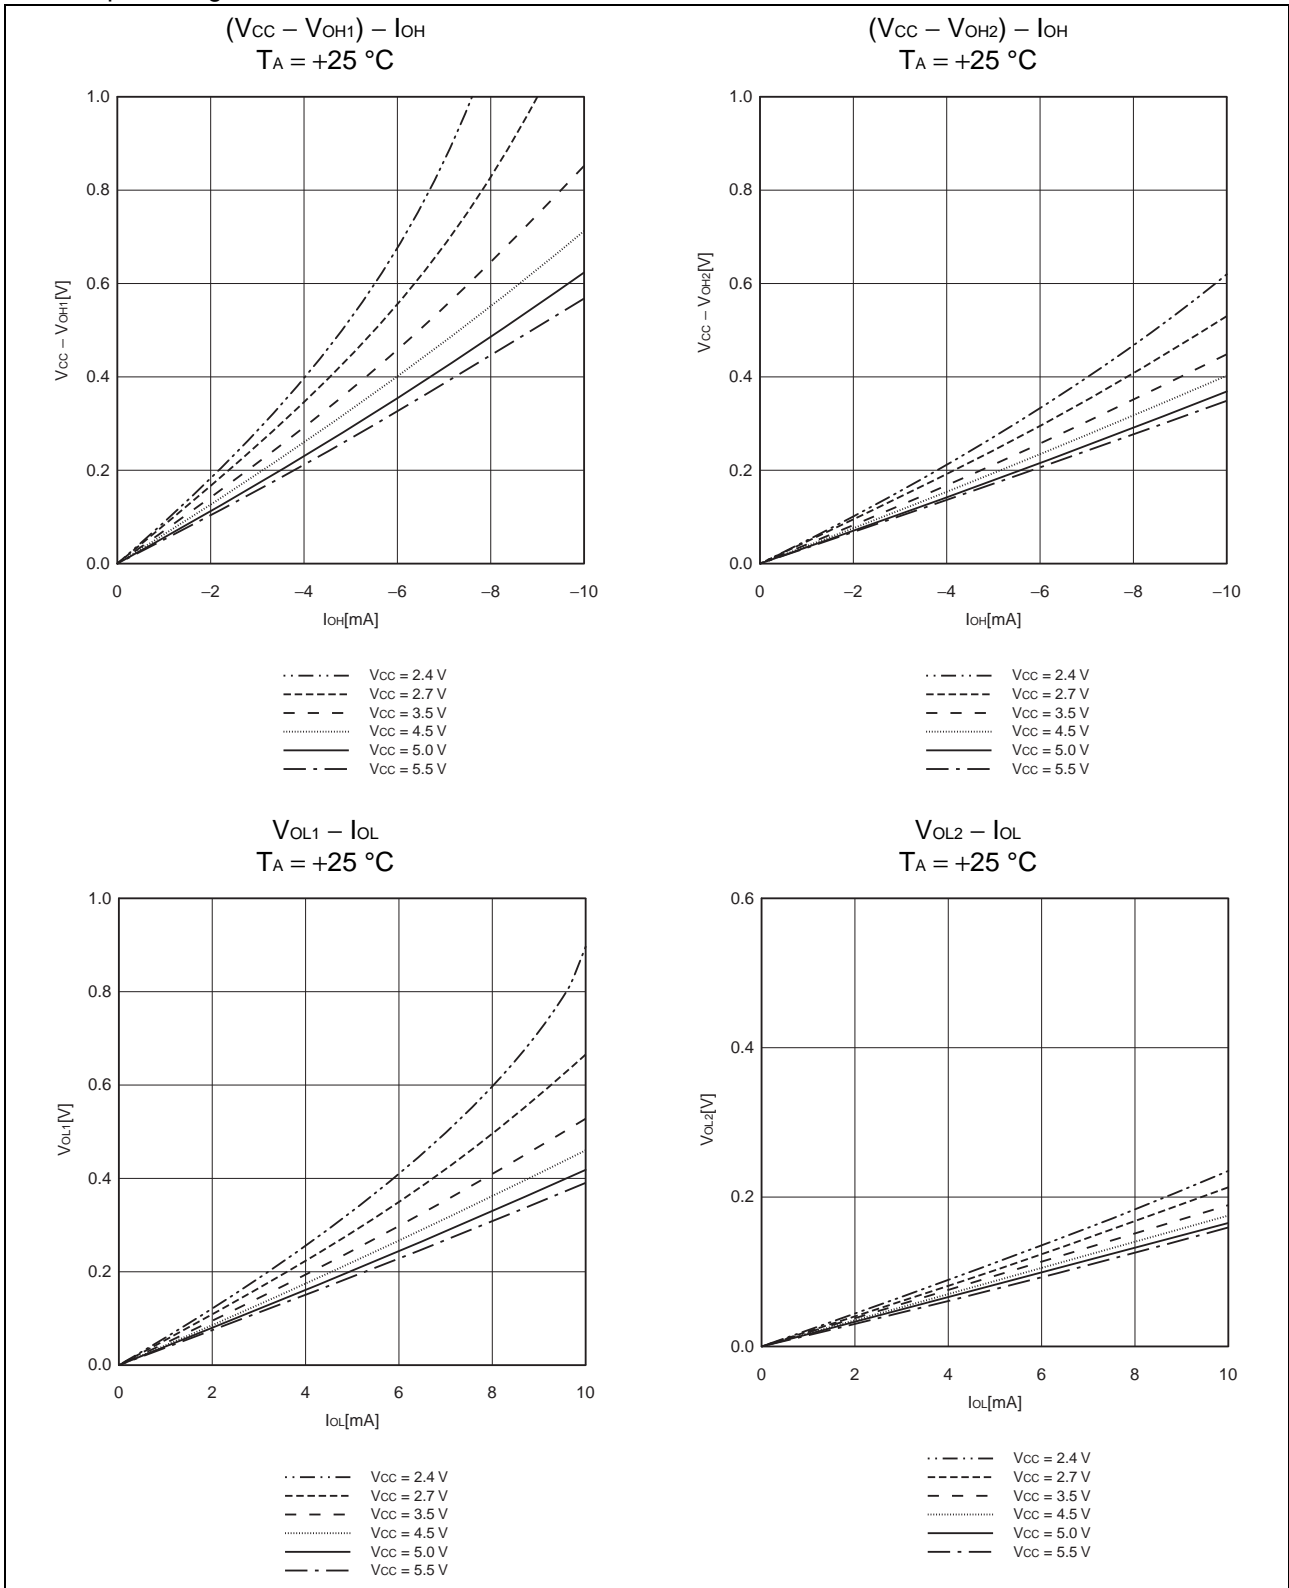 (VCC – VOH1) – IOH
TA = +25 °C
1.0
0.8
0.6
0.4
0.2
0.0
VCC – VOH1[V]
0 –2 –4 –6 –8 –10
IOH[mA]
VCC = 2.4 V
VCC = 2.7 V
VCC = 3.5 V
VCC = 4.5 V
VCC = 5.0 V
VCC = 5.5 V
(VCC – VOH2) – IOH
TA = +25 °C
1.0
0.8
0.6
0.4
0.2
0.0
VCC – VOH2[V]
0 –2 –4 –6 –8 –10
IOH[mA]
VCC = 2.4 V
VCC = 2.7 V
VCC = 3.5 V
VCC = 4.5 V
VCC = 5.0 V
VCC = 5.5 V
VOL1 – IOL
TA = +25 °C
1.0
0.8
0.6
0.4
0.2
0.0
VOL1[V]
0 2 4 6 8 10
IOL[mA]
VCC = 2.4 V
VCC = 2.7 V
VCC = 3.5 V
VCC = 4.5 V
VCC = 5.0 V
VCC = 5.5 V
VOL2 – IOL
TA = +25 °C
0.6
0.4
0.2
0.0
VOL2[V]
0 2 4 6 8 10
IOL[mA]
VCC = 2.4 V
VCC = 2.7 V
VCC = 3.5 V
VCC = 4.5 V
VCC = 5.0 V
VCC = 5.5 V